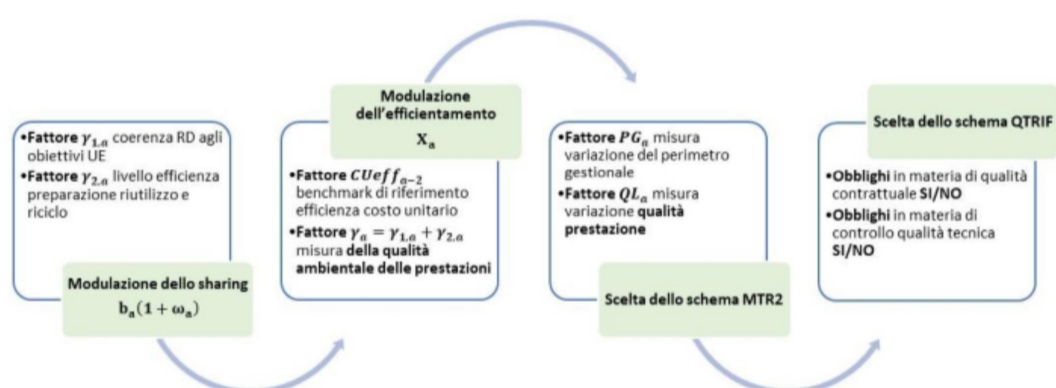 •Fattore γ1,a coerenza RD agli
obiettivi UE
•Fattore γ2,a livello efficienza
preparazione riutilizzo e
riciclo
Modulazione dello sharing
ba(1 + ωa)
Modulazione
dell'efficientamento
Xa
•Fattore CUeffa−2
benchmark di riferimento
efficienza costo unitario
•Fattore γa = γ1,a + γ2,a
misura della qualità
ambientale delle prestazioni
•Fattore PGa misura
variazione del perimetro
gestionale
•Fattore QLa misura
variazione qualità
prestazione
Scelta dello schema MTR2
Scelta dello schema QTRIF
•Obblighi in materia di qualità
contrattuale SI/NO
•Obblighi in materia di
controllo qualità tecnica
SI/NO